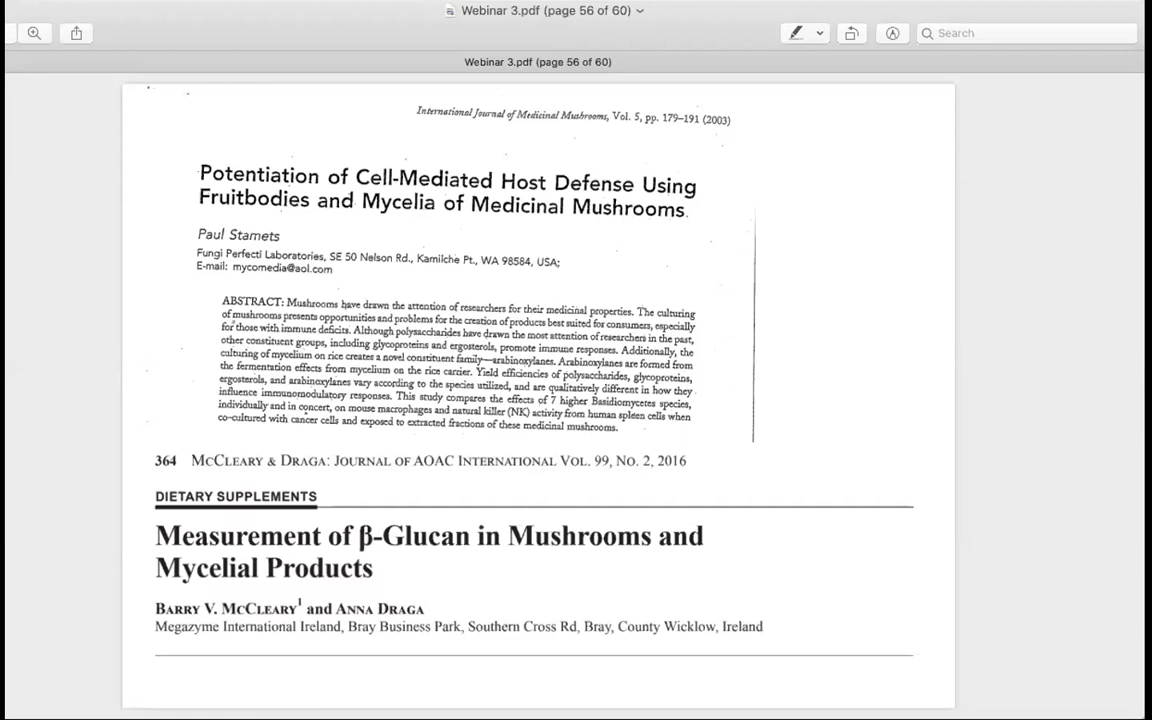 Webinar 3.pdf (page 56 of 60)
Search
Webinar 3.pdf (page 56 of 60)
International Journal of Medicinal Mushrooms, Vol. 5, pp. 179–191 (2003)
Potentiation of Cell-Mediated Host Defense Using
Fruitbodies and Mycelia of Medicinal Mushrooms
Paul Stamets
Fungi Perfecti Laboratories, SE 50 Nelson Rd., Kamilche Pt., WA 98584, USA;
E-mail: mycomedia@aol.com
ABSTRACT: Mushrooms have drawn the attention of researchers for their medicinal properties. The culturing
of mushrooms presents opportunities and problems for the creation of products best suited for consumers, especially
for those with immune deficits. Although polysaccharides have drawn the most attention of researchers in the past,
other constituent groups, including glycoproteins and ergosterols, promote immune responses. Additionally, the
culturing of mycelium on rice creates a novel constituent family—arabinoxylanes. Arabinoxylanes are formed from
the fermentation effects from mycelium on the rice carrier. Yield efficiencies of polysaccharides, glycoproteins,
ergosterols, and arabinoxylanes vary according to the species utilized, and are qualitatively different in how they
influence immunomodulatory responses. This study compares the effects of 7 higher Basidiomycetes species,
individually and in concert, on mouse macrophages and natural killer (NK) activity from human spleen cells when
co-cultured with cancer cells and exposed to extracted fractions of these medicinal mushrooms.
364 McCleary & Draga: Journal of AOAC International Vol. 99, No. 2, 2016
DIETARY SUPPLEMENTS
Measurement of β-Glucan in Mushrooms and
Mycelial Products
Barry V. McCleary¹ and Anna Draga
Megazyme International Ireland, Bray Business Park, Southern Cross Rd, Bray, County Wicklow, Ireland